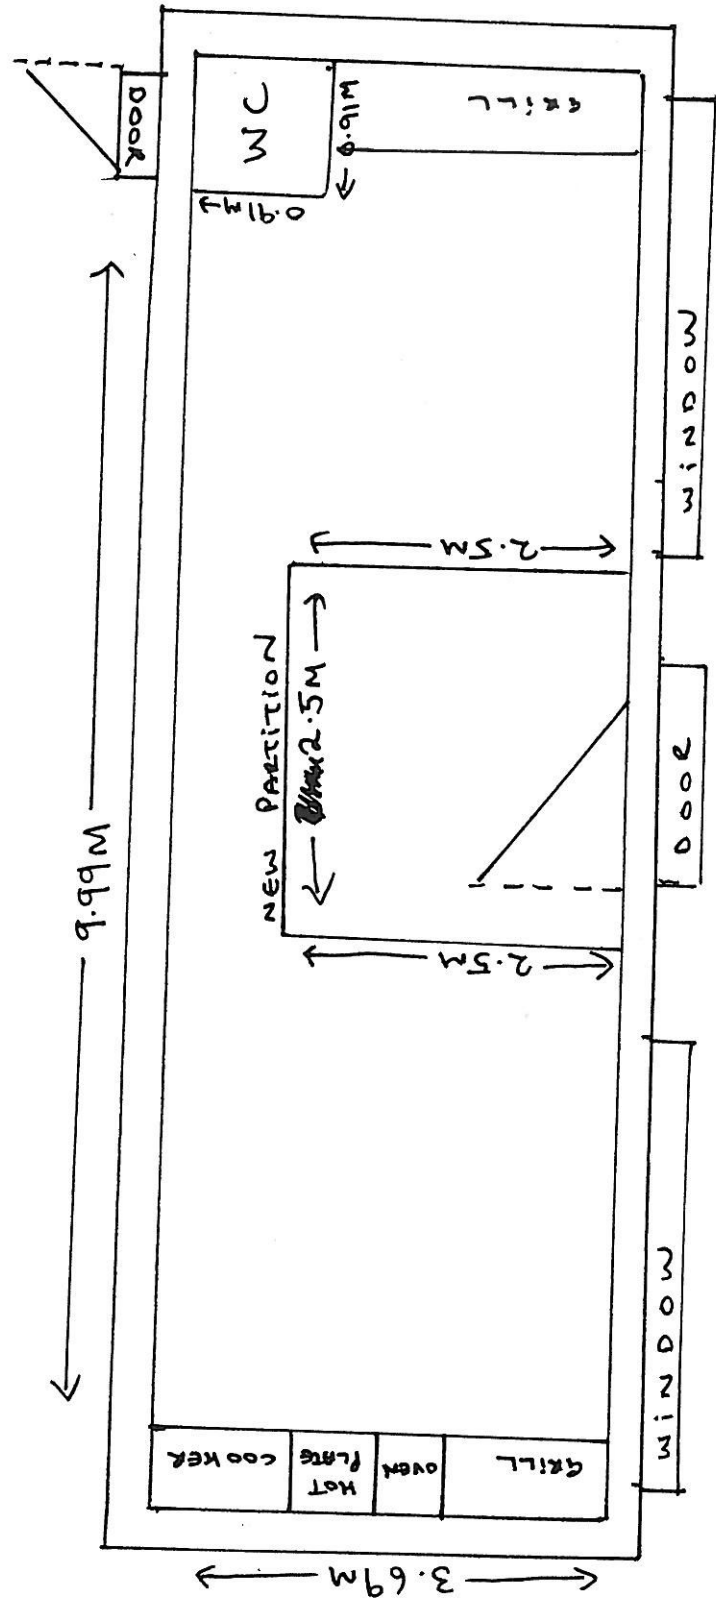 DOOR
WC
0.91M
0.91M
GRILL
WINDOW
9.99M
NEW PARTITION
2.5M
2.5M
2.5M
DOOR
WINDOW
COOKER
HOT
PLATE
OVEN
GRILL
3.69M